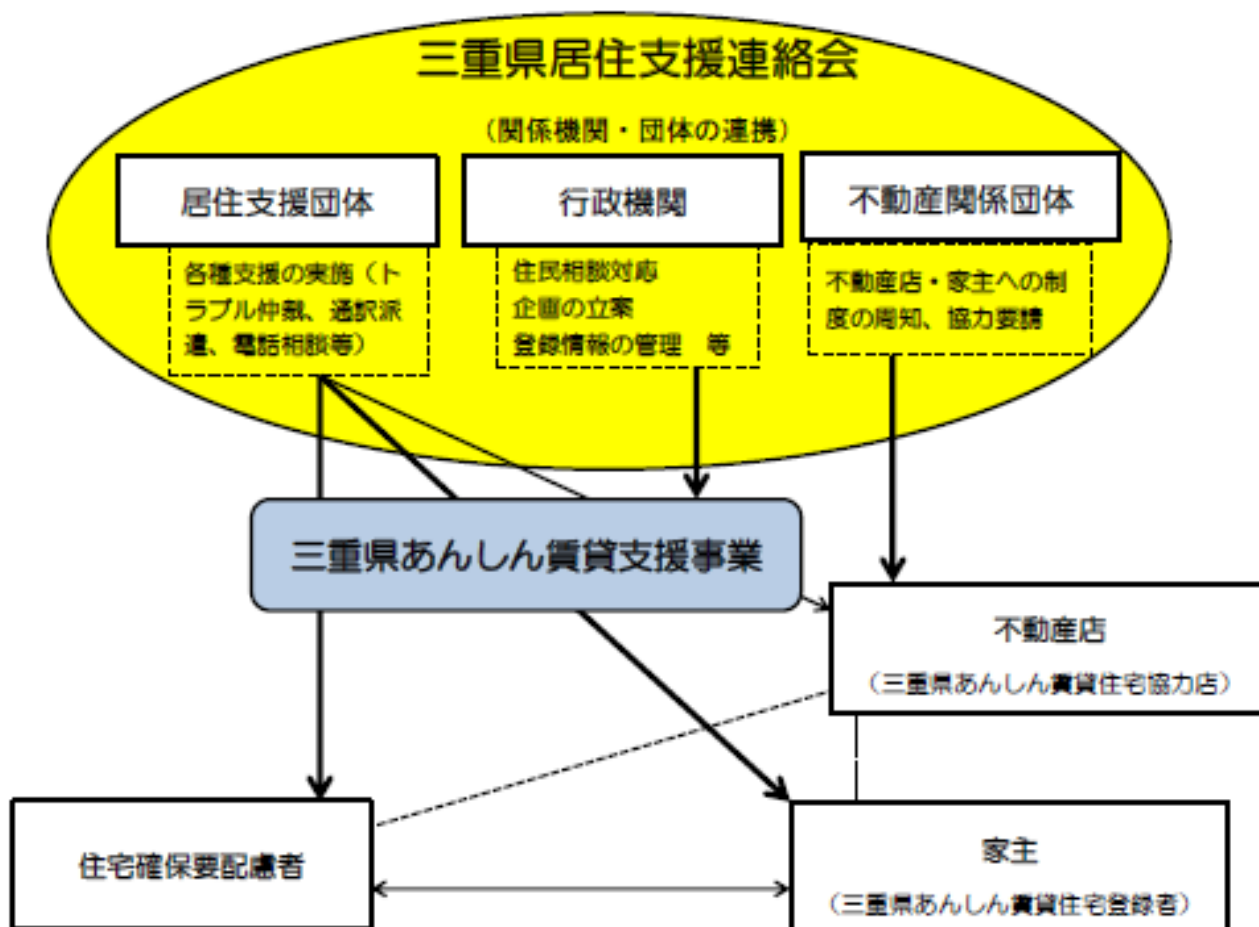 三重県居住支援連絡会
（関係機関・団体の連携）
居住支援団体
行政機関
不動産関係団体
各種支援の実施（ト
ラブル仲裁、通訳派
遣、電話相談等）
住民相談対応
企画の立案
登録情報の管理　等
不動産店・家主への制
度の周知、協力要請
三重県あんしん賃貸支援事業
不動産店
（三重県あんしん賃貸住宅協力店）
住宅確保要配慮者
家主
（三重県あんしん賃貸住宅登録者）